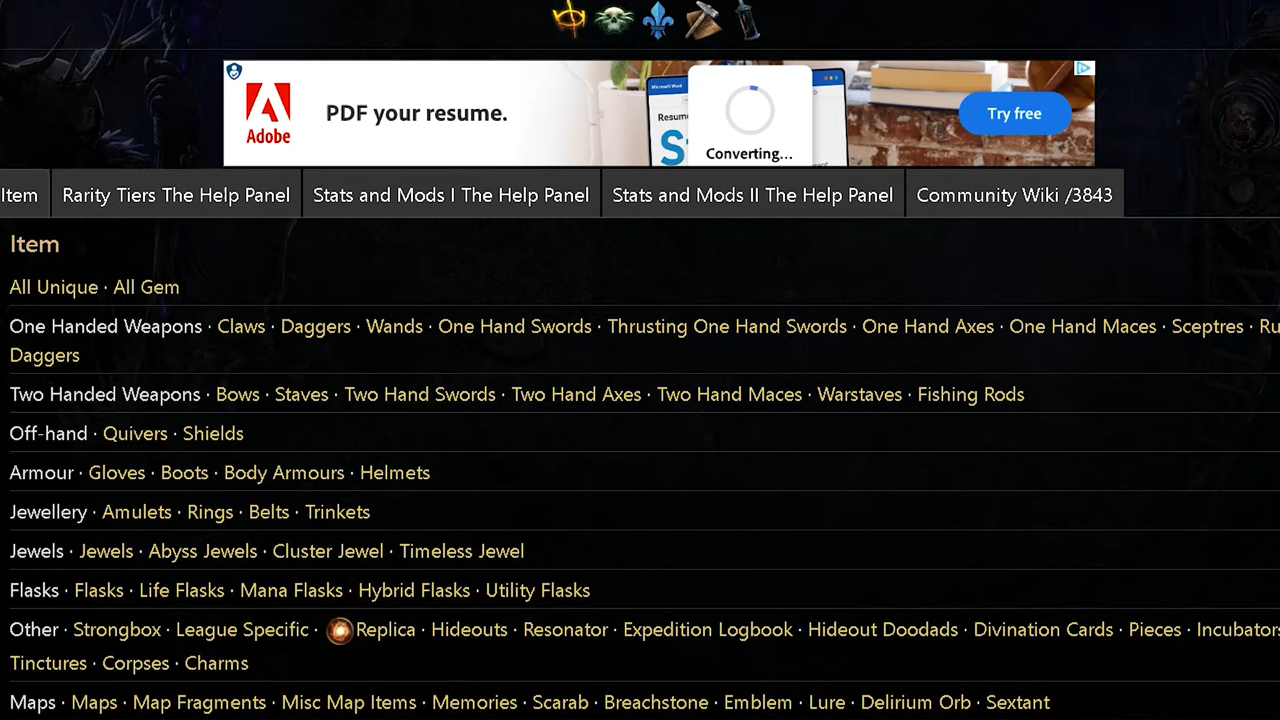 Adobe
PDF your resume.
Microsoft Word
Resum
St
Converting...
Try free
Item
Rarity Tiers The Help Panel
Stats and Mods I The Help Panel
Stats and Mods II The Help Panel
Community Wiki /3843
Item
All Unique · All Gem
One Handed Weapons · Claws · Daggers · Wands · One Hand Swords · Thrusting One Hand Swords · One Hand Axes · One Hand Maces · Sceptres · Ru
Daggers
Two Handed Weapons · Bows · Staves · Two Hand Swords · Two Hand Axes · Two Hand Maces · Warstaves · Fishing Rods
Off-hand · Quivers · Shields
Armour · Gloves · Boots · Body Armours · Helmets
Jewellery · Amulets · Rings · Belts · Trinkets
Jewels · Jewels · Abyss Jewels · Cluster Jewel · Timeless Jewel
Flasks · Flasks · Life Flasks · Mana Flasks · Hybrid Flasks · Utility Flasks
Other · Strongbox · League Specific · Replica · Hideouts · Resonator · Expedition Logbook · Hideout Doodads · Divination Cards · Pieces · Incubators
Tinctures · Corpses · Charms
Maps · Maps · Map Fragments · Misc Map Items · Memories · Scarab · Breachstone · Emblem · Lure · Delirium Orb · Sextant